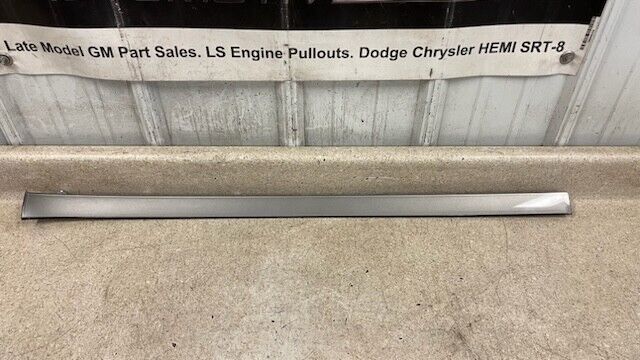 Late Model GM Part Sales. LS Engine Pullouts. Dodge Chrysler HEMI SRT-8